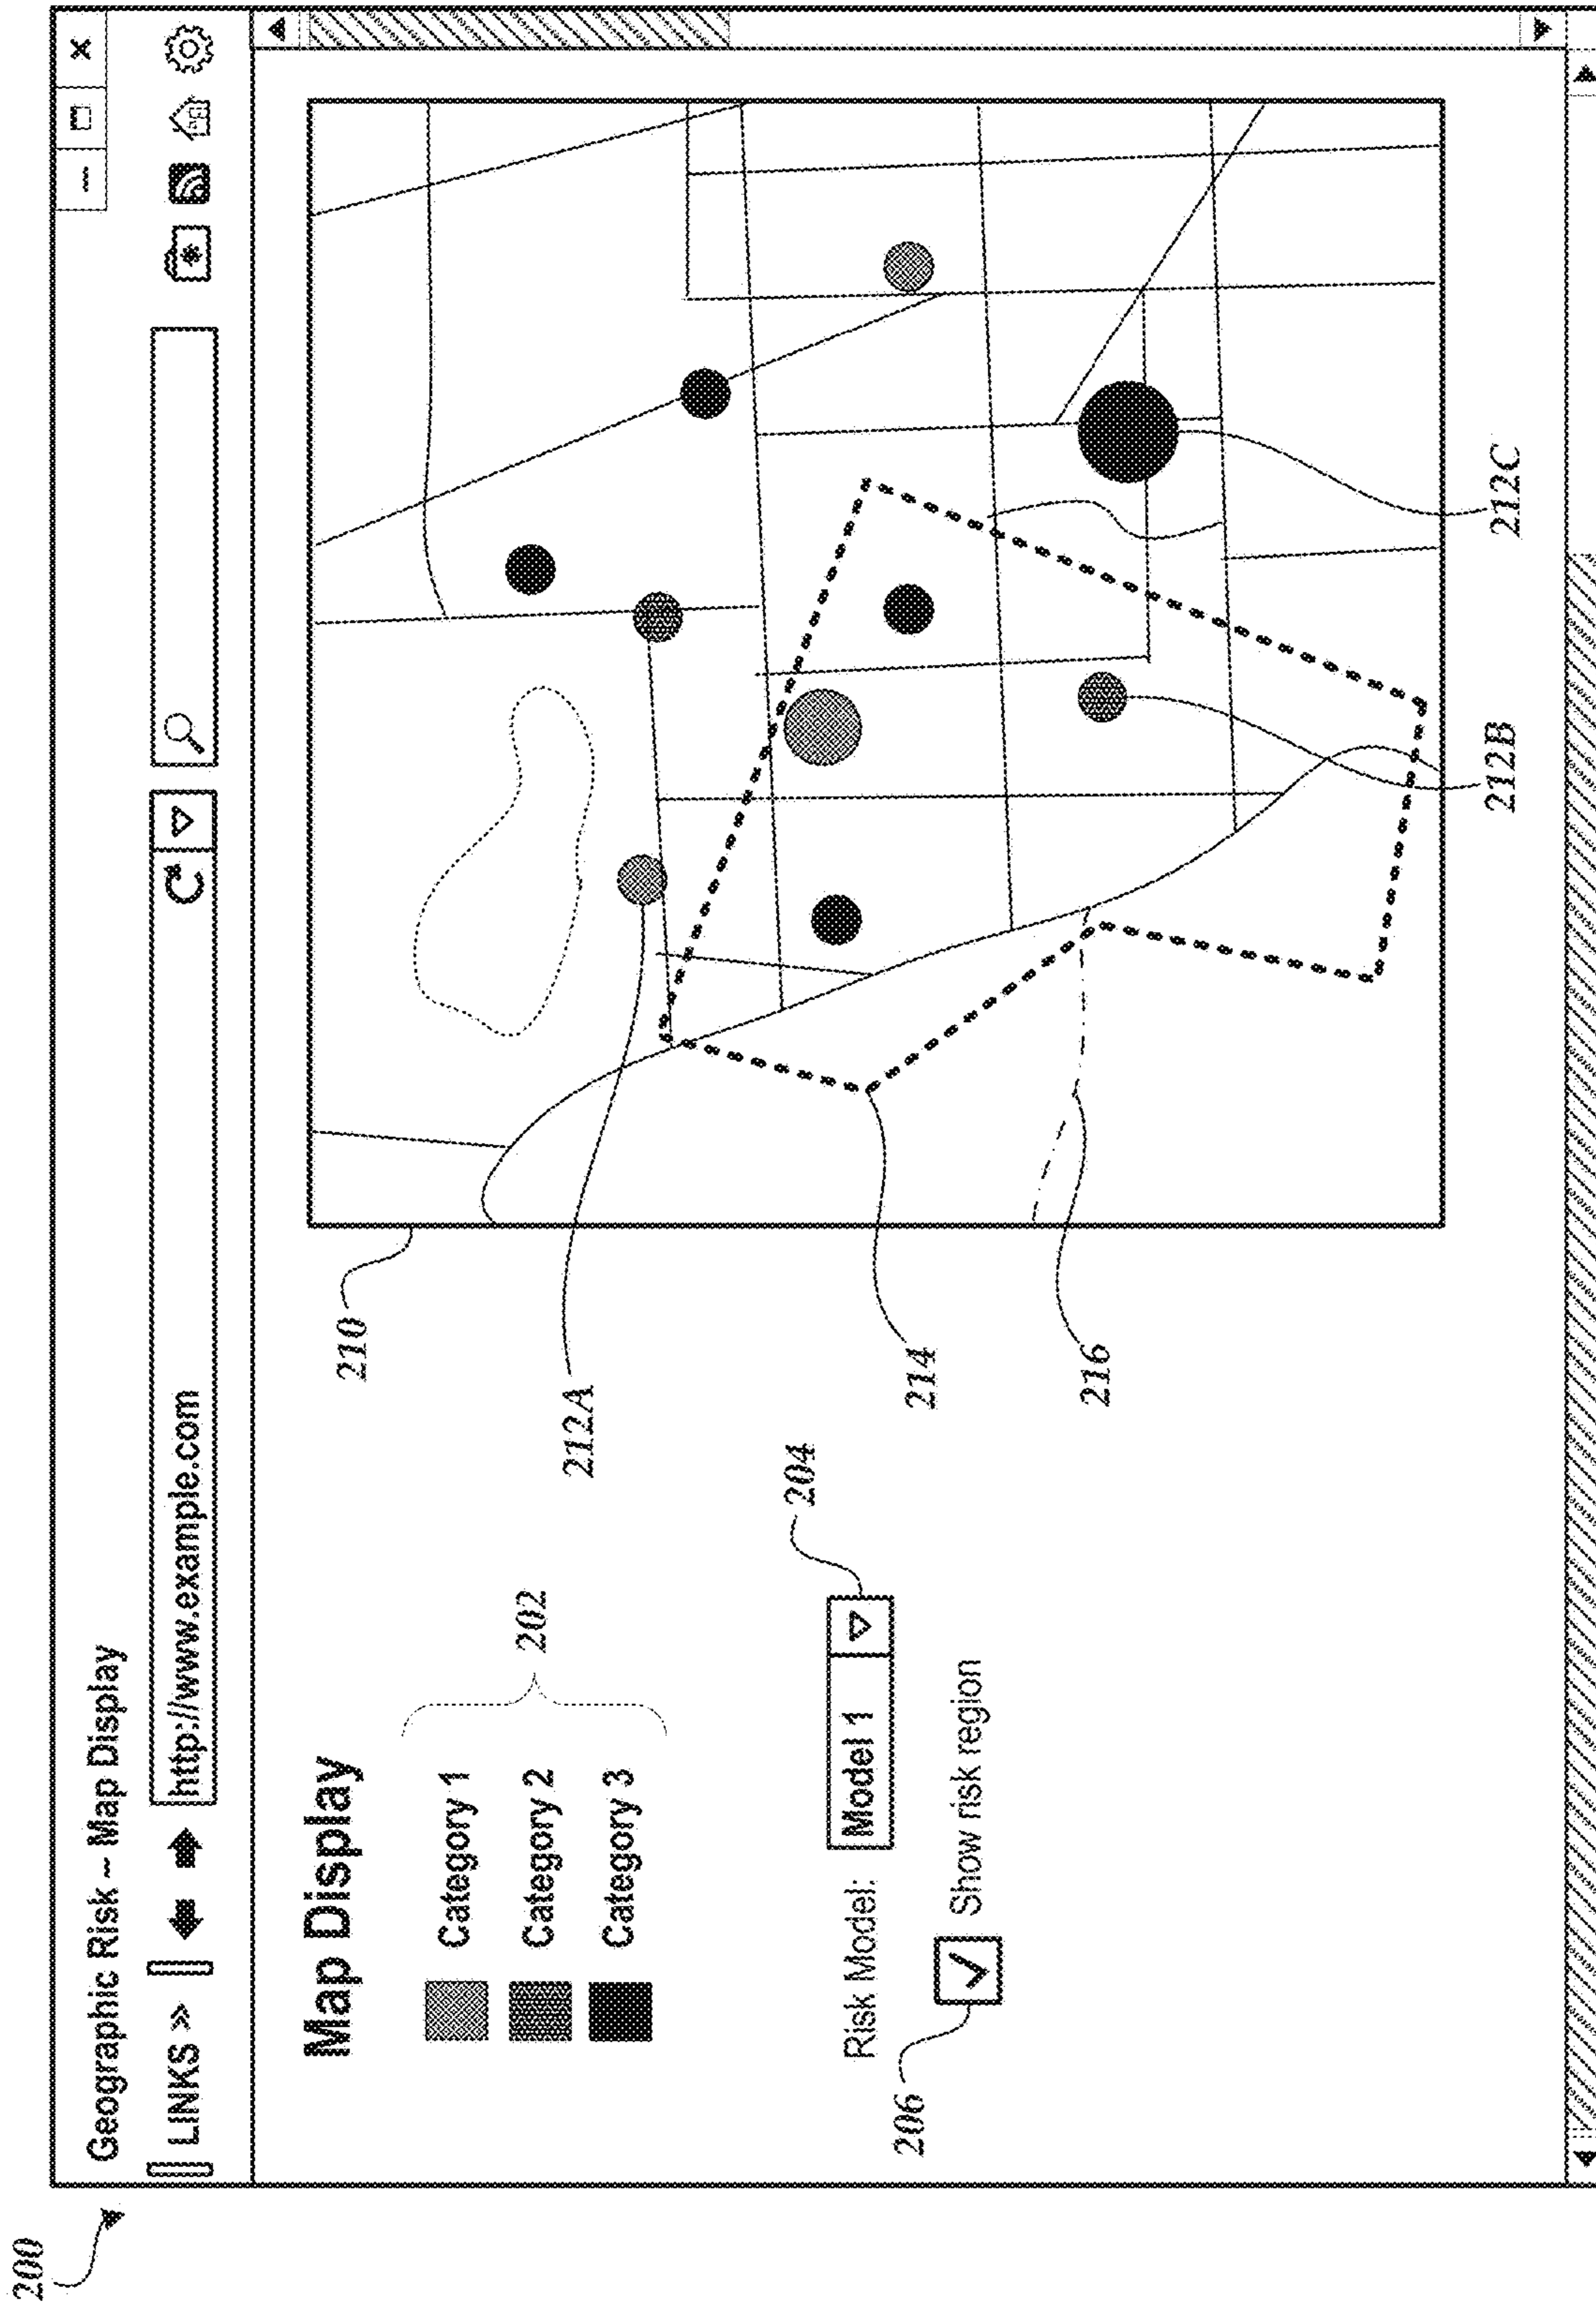 200
Geographic Risk – Map Display
LINKS »
http://www.example.com
Map Display
Category 1
Category 2
Category 3
202
Risk Model:
Model 1
204
206
Show risk region
210
212A
214
216
212B
212C